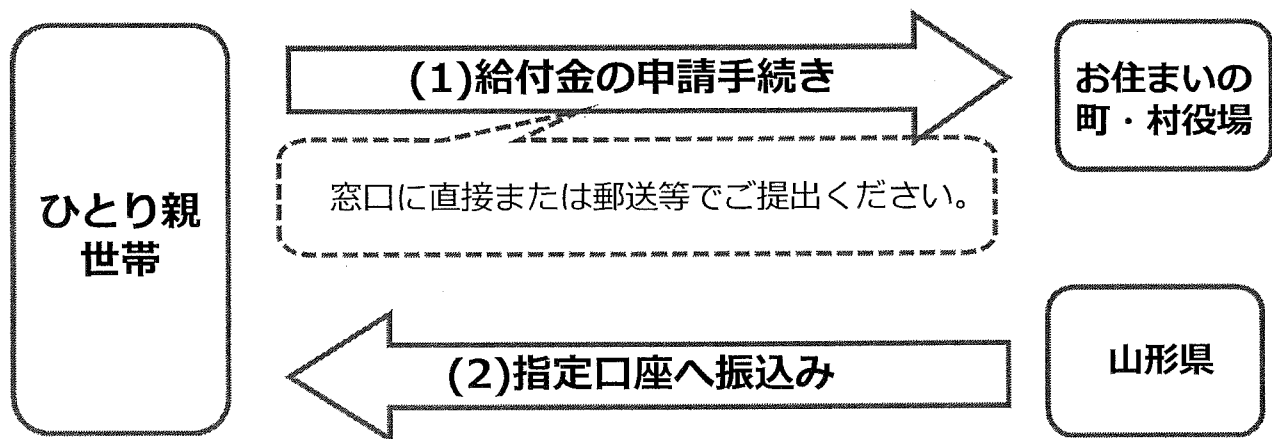 (1)給付金の申請手続き
お住まいの
町・村役場
窓口に直接または郵送等でご提出ください。
ひとり親
世帯
(2)指定口座へ振込み
山形県